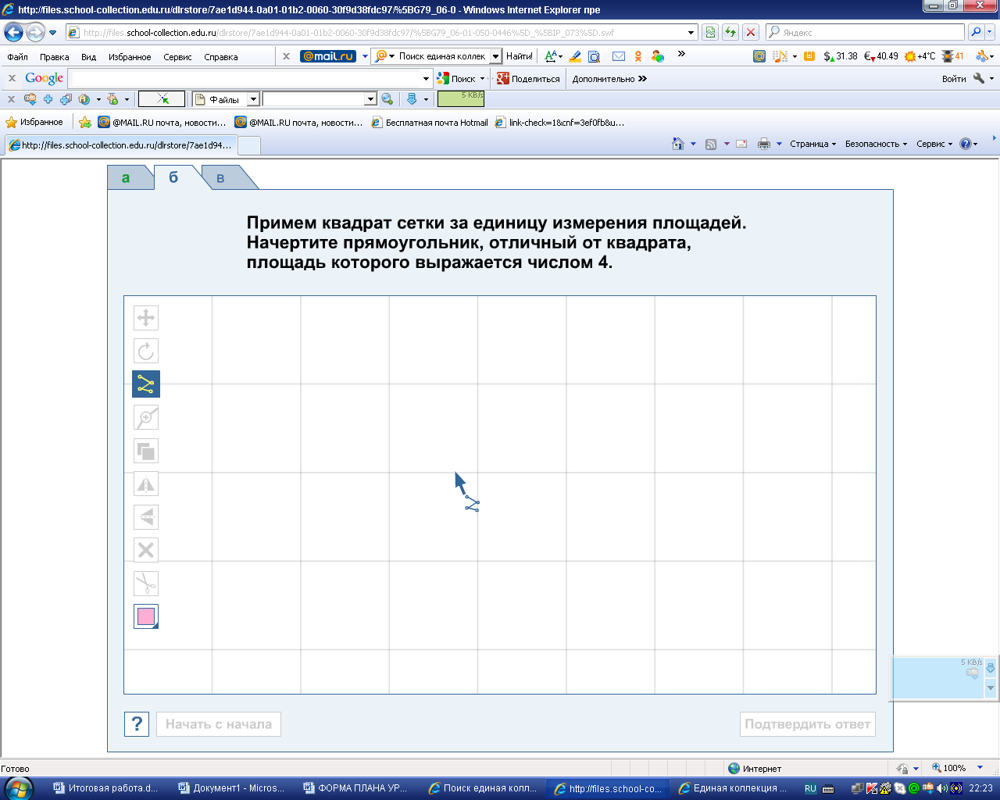 http://files.school-collection.edu.ru/dlrstore/7ae1d944-0a01-01b2-0060-30f9d38fdc97/%5BG79_06-0 - Windows Internet Explorer пре
http://files.school-collection.edu.ru/dlrstore/7ae1d944-0a01-01b2-0060-30f9d38fdc97/%5BG79_06-01-050-0446%5D_%5BIP_073%5D.swf
Яндекс
Файл Правка Вид Избранное Сервис Справка
x @mail.ru Поиск единая коллек Найти! $ 31.38 € 40.49 +4°C 41
x Google Поиск Поделиться Дополнительно Войти
x Файлы 5 KB/s
Избранное @MAIL.RU почта, новости... @MAIL.RU почта, новости... Бесплатная почта Hotmail link-check=1&cnf=3ef0fb&u...
http://files.school-collection.edu.ru/dlrstore/7ae1d94... Страница Безопасность Сервис
а б в
Примем квадрат сетки за единицу измерения площадей.
Начертите прямоугольник, отличный от квадрата,
площадь которого выражается числом 4.
5 KB/s
? Начать с начала Подтвердить ответ
Готово Интернет 100%
Итоговая работа.d... Документ1 - Micros... ФОРМА ПЛАНА УР... Поиск единая колл... http://files.school-co... Единая коллекция ... RU 22:23